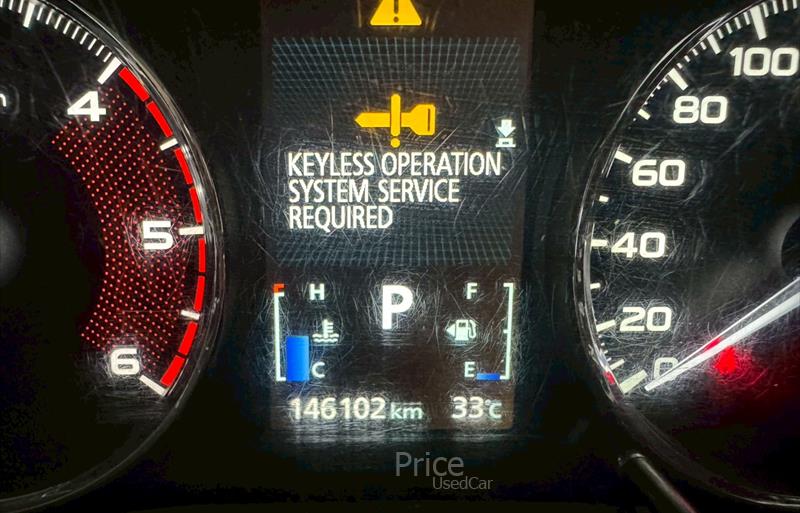 KEYLESS OPERATION
SYSTEM SERVICE
REQUIRED
4
5
6
100
80
60
40
20
0
H P F
C E
146102 km 33°C
Price
UsedCar